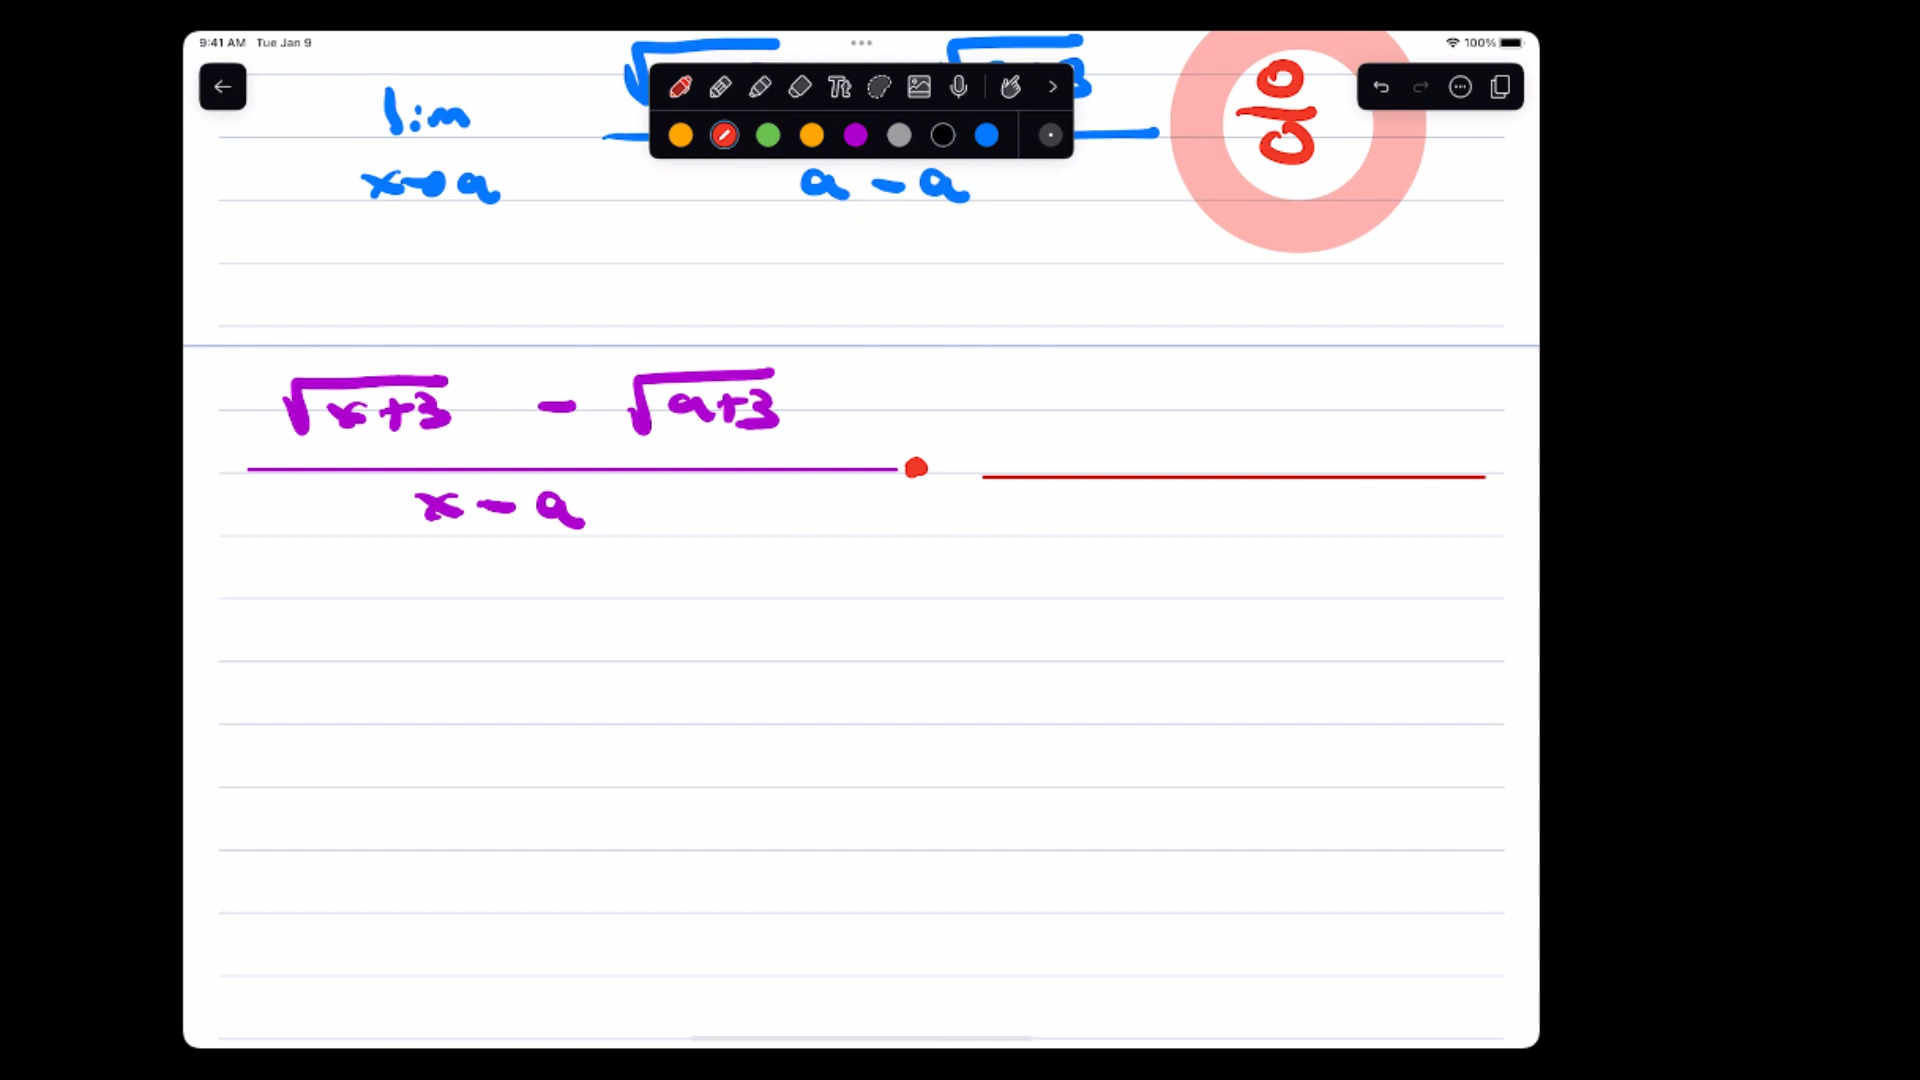 9:41 AM Tue Jan 9
100%
lim
x→a
a - a
0/0
√x+3 - √a+3
x - a